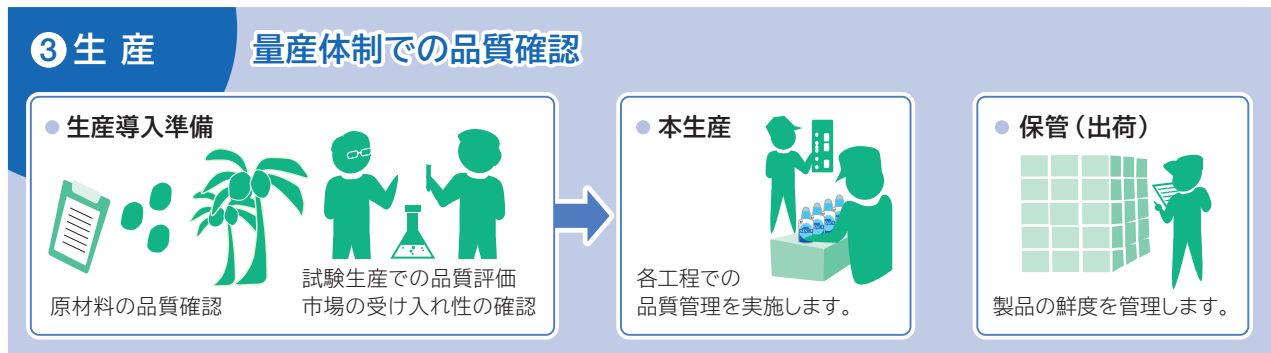 ③生産
量産体制での品質確認
● 生産導入準備
原材料の品質確認
試験生産での品質評価
市場の受け入れ性の確認
● 本生産
各工程での
品質管理を実施します。
● 保管（出荷）
製品の鮮度を管理します。